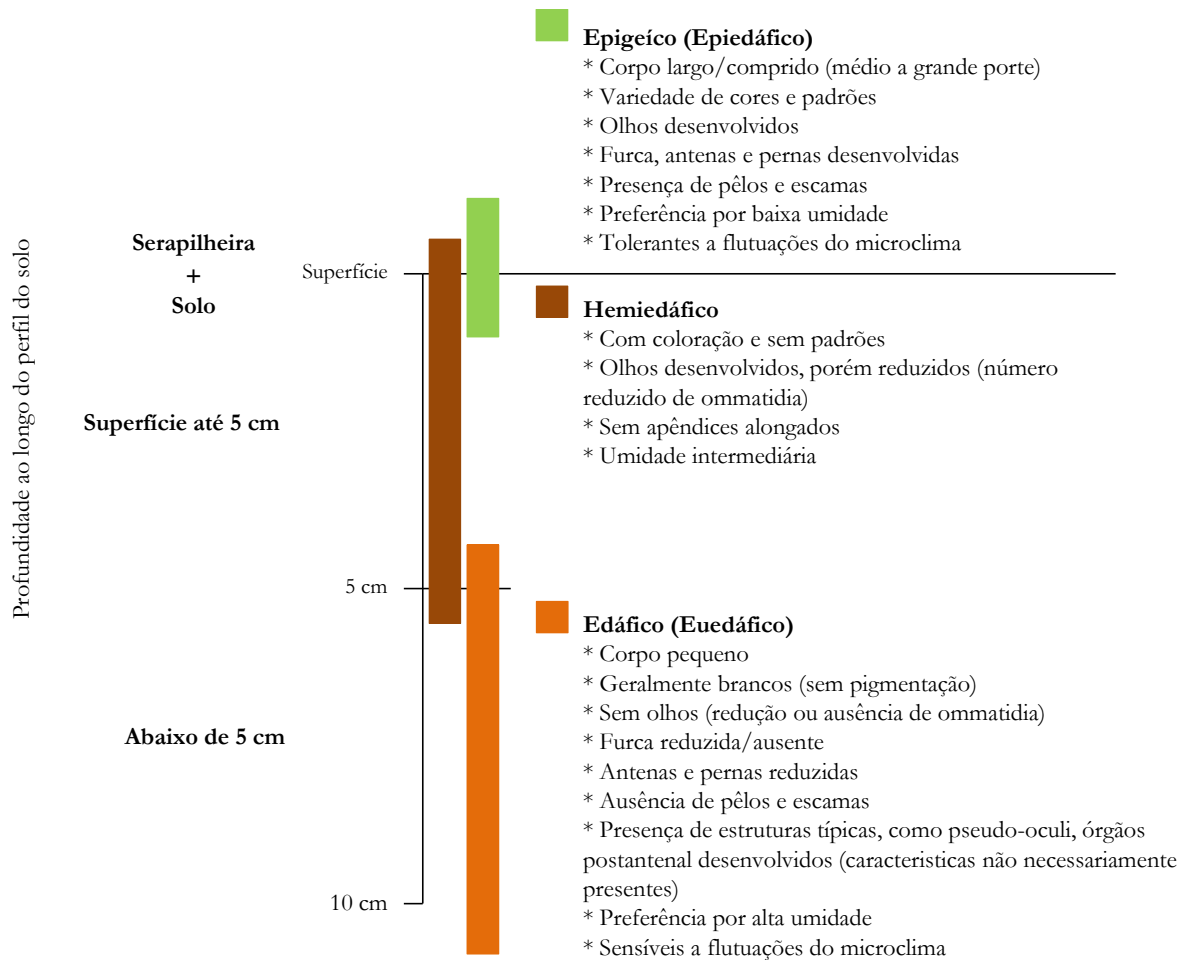 Epigeíco (Epiedáfico)
* Corpo largo/comprido (médio a grande porte)
* Variedade de cores e padrões
* Olhos desenvolvidos
* Furca, antenas e pernas desenvolvidas
* Presença de pêlos e escamas
* Preferência por baixa umidade
* Tolerantes a flutuações do microclima
Profundidade ao longo do perfil do solo
Serapilheira
+
Solo
Superfície
Hemiedáfico
* Com coloração e sem padrões
* Olhos desenvolvidos, porém reduzidos (número
reduzido de ommatidia)
* Sem apêndices alongados
* Umidade intermediária
Superfície até 5 cm
5 cm
Edáfico (Euedáfico)
* Corpo pequeno
* Geralmente brancos (sem pigmentação)
* Sem olhos (redução ou ausência de ommatidia)
* Furca reduzida/ausente
* Antenas e pernas reduzidas
* Ausência de pêlos e escamas
* Presença de estruturas típicas, como pseudo-oculi, órgãos
postantenal desenvolvidos (caracteristicas não necessariamente
presentes)
* Preferência por alta umidade
* Sensíveis a flutuações do microclima
Abaixo de 5 cm
10 cm